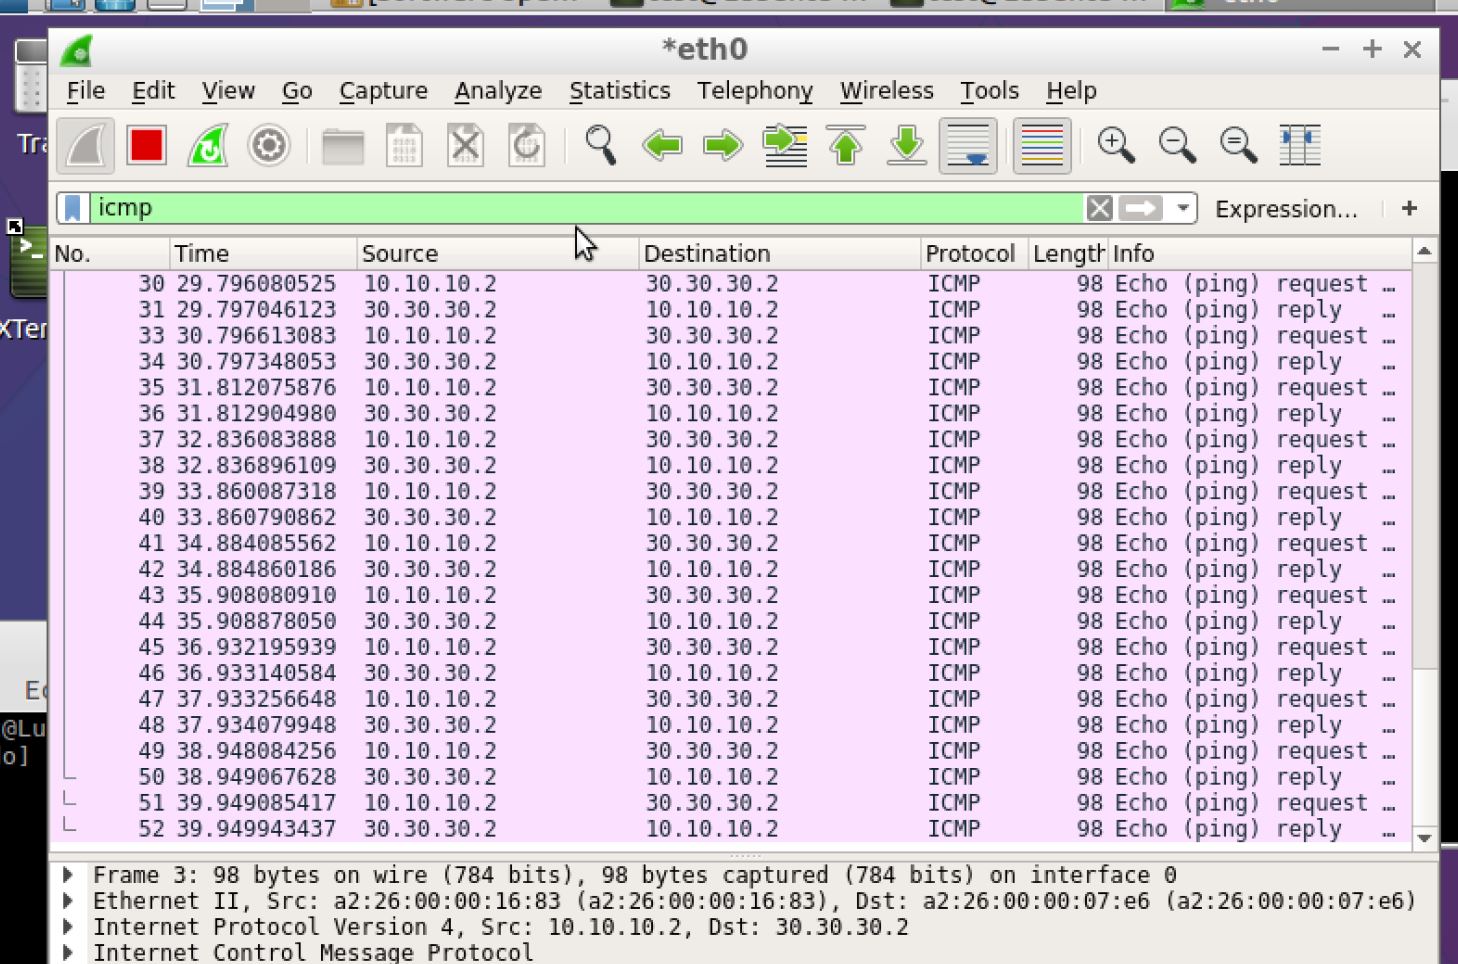 *eth0
File Edit View Go Capture Analyze Statistics Telephony Wireless Tools Help
Tra
icmp
Expression... +
XTer
No. Time Source Destination Protocol Length Info
30 29.796080525 10.10.10.2 30.30.30.2 ICMP 98 Echo (ping) request …
31 29.797046123 30.30.30.2 10.10.10.2 ICMP 98 Echo (ping) reply …
33 30.796613083 10.10.10.2 30.30.30.2 ICMP 98 Echo (ping) request …
34 30.797348053 30.30.30.2 10.10.10.2 ICMP 98 Echo (ping) reply …
35 31.812075876 10.10.10.2 30.30.30.2 ICMP 98 Echo (ping) request …
36 31.812904980 30.30.30.2 10.10.10.2 ICMP 98 Echo (ping) reply …
37 32.836083888 10.10.10.2 30.30.30.2 ICMP 98 Echo (ping) request …
38 32.836896109 30.30.30.2 10.10.10.2 ICMP 98 Echo (ping) reply …
39 33.860087318 10.10.10.2 30.30.30.2 ICMP 98 Echo (ping) request …
40 33.860790862 30.30.30.2 10.10.10.2 ICMP 98 Echo (ping) reply …
41 34.884085562 10.10.10.2 30.30.30.2 ICMP 98 Echo (ping) request …
42 34.884860186 30.30.30.2 10.10.10.2 ICMP 98 Echo (ping) reply …
43 35.908080910 10.10.10.2 30.30.30.2 ICMP 98 Echo (ping) request …
44 35.908878050 30.30.30.2 10.10.10.2 ICMP 98 Echo (ping) reply …
45 36.932195939 10.10.10.2 30.30.30.2 ICMP 98 Echo (ping) request …
46 36.933140584 30.30.30.2 10.10.10.2 ICMP 98 Echo (ping) reply …
47 37.933256648 10.10.10.2 30.30.30.2 ICMP 98 Echo (ping) request …
48 37.934079948 30.30.30.2 10.10.10.2 ICMP 98 Echo (ping) reply …
49 38.948084256 10.10.10.2 30.30.30.2 ICMP 98 Echo (ping) request …
50 38.949067628 30.30.30.2 10.10.10.2 ICMP 98 Echo (ping) reply …
51 39.949085417 10.10.10.2 30.30.30.2 ICMP 98 Echo (ping) request …
52 39.949943437 30.30.30.2 10.10.10.2 ICMP 98 Echo (ping) reply …
@Lu
o]
Frame 3: 98 bytes on wire (784 bits), 98 bytes captured (784 bits) on interface 0
Ethernet II, Src: a2:26:00:00:16:83 (a2:26:00:00:16:83), Dst: a2:26:00:00:07:e6 (a2:26:00:00:07:e6)
Internet Protocol Version 4, Src: 10.10.10.2, Dst: 30.30.30.2
Internet Control Message Protocol